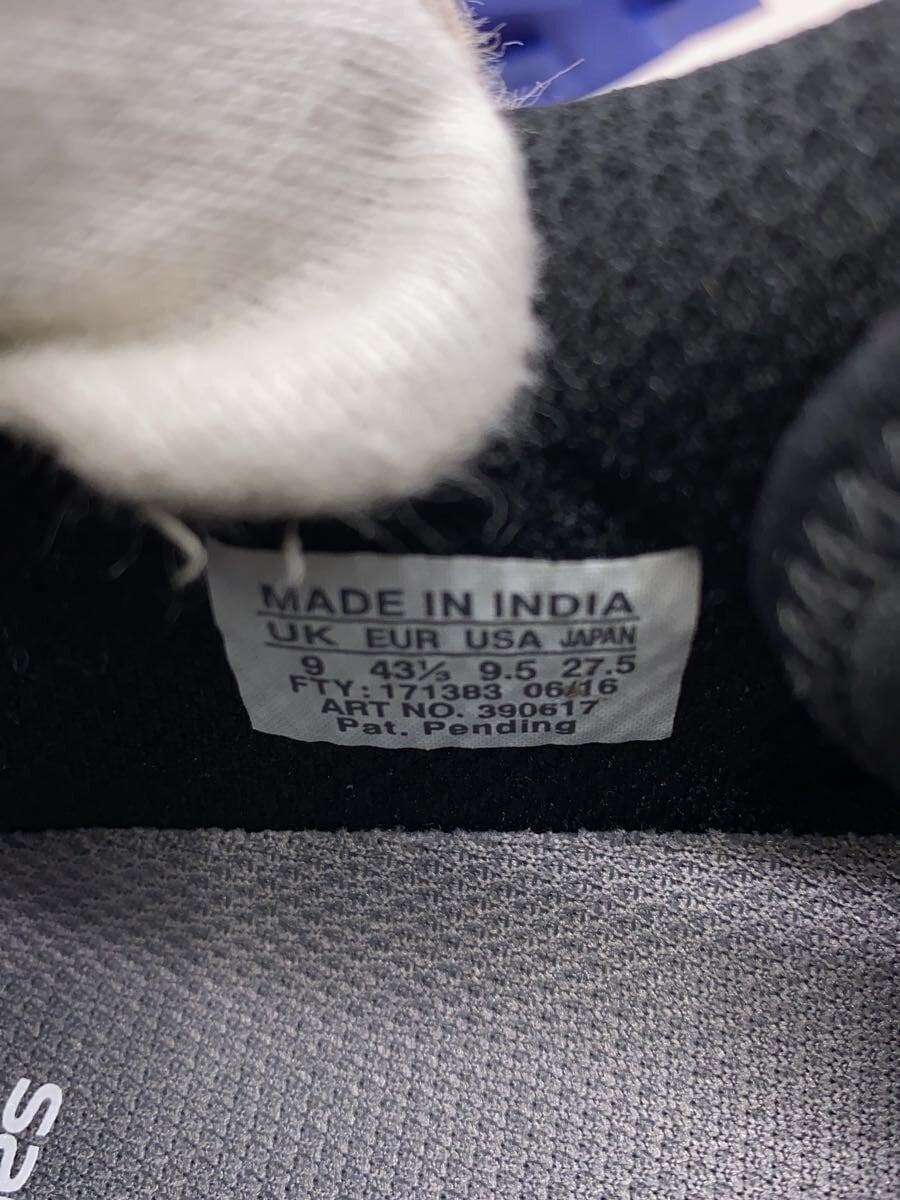 MADE IN INDIA
UK EUR USA JAPAN
9 43⅓ 9.5 27.5
FTY: 171383 06/16
ART NO. 390617
Pat. Pending